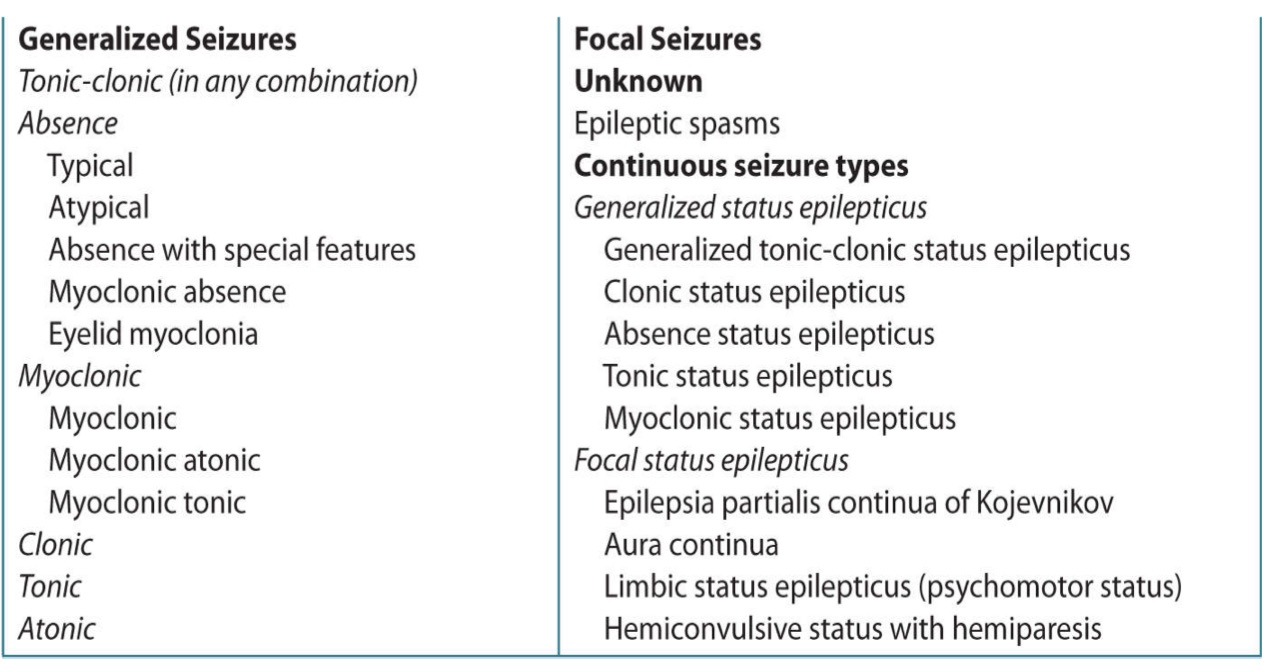 Generalized Seizures
Tonic-clonic (in any combination)
Absence
Typical
Atypical
Absence with special features
Myoclonic absence
Eyelid myoclonia
Myoclonic
Myoclonic
Myoclonic atonic
Myoclonic tonic
Clonic
Tonic
Atonic
Focal Seizures
Unknown
Epileptic spasms
Continuous seizure types
Generalized status epilepticus
Generalized tonic-clonic status epilepticus
Clonic status epilepticus
Absence status epilepticus
Tonic status epilepticus
Myoclonic status epilepticus
Focal status epilepticus
Epilepsia partialis continua of Kojevnikov
Aura continua
Limbic status epilepticus (psychomotor status)
Hemiconvulsive status with hemiparesis